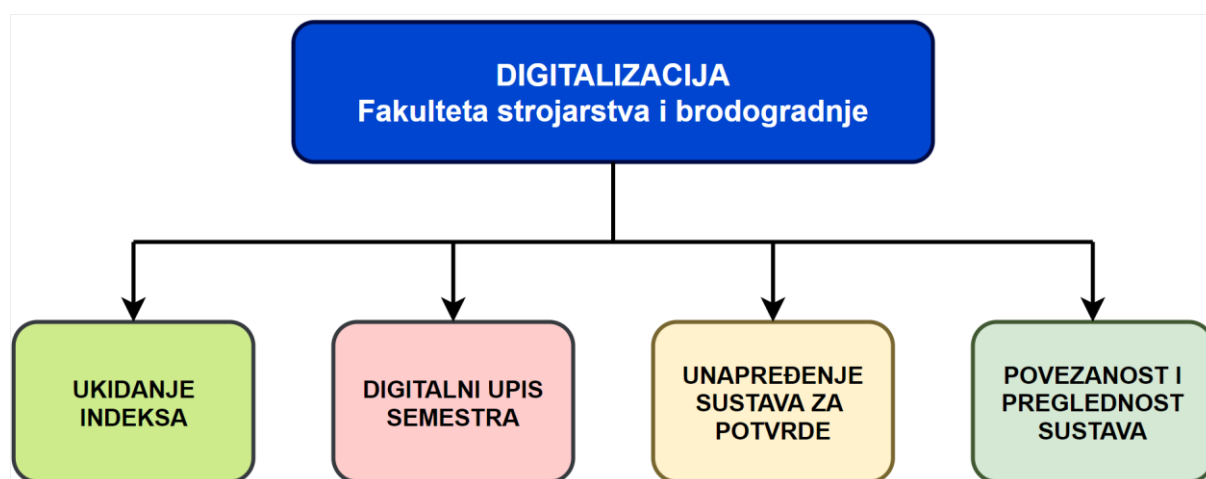 DIGITALIZACIJA
Fakulteta strojarstva i brodogradnje
UKIDANJE
INDEKSA
DIGITALNI UPIS
SEMESTRA
UNAPREĐENJE
SUSTAVA ZA
POTVRDE
POVEZANOST I
PREGLEDNOST
SUSTAVA